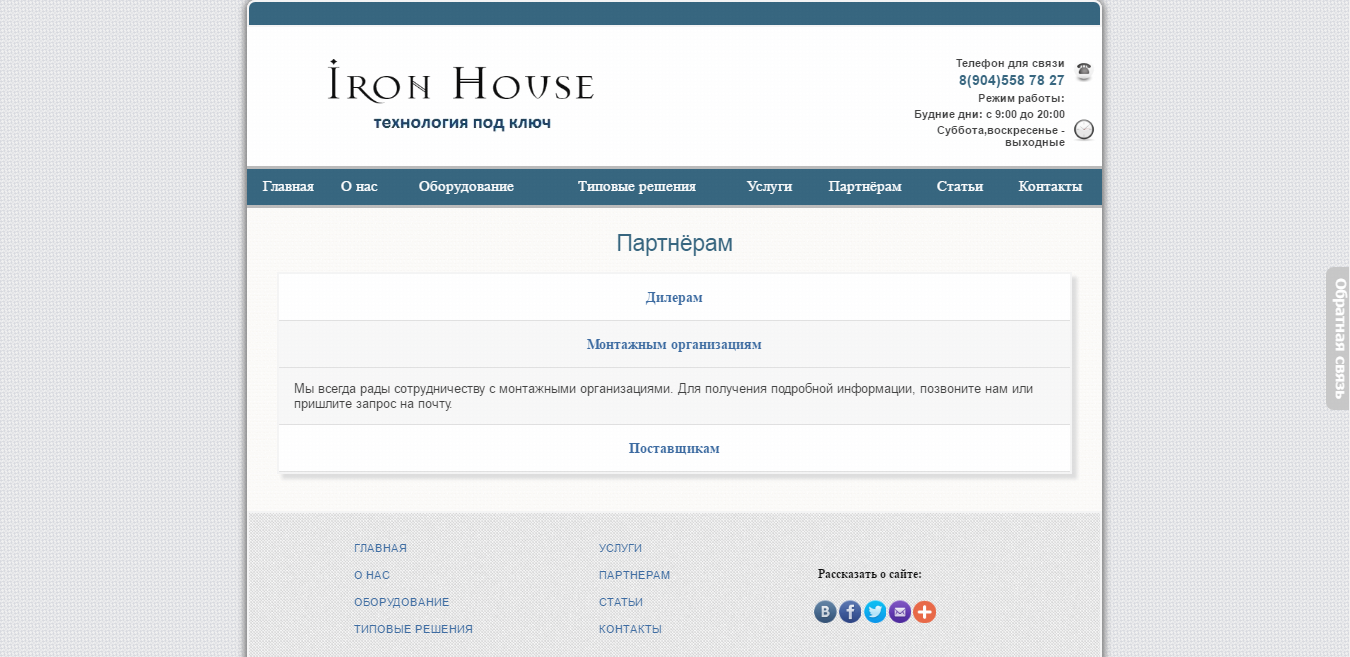 Iron House
технология под ключ
Телефон для связи
8(904)558 78 27
Режим работы:
Будние дни: с 9:00 до 20:00
Суббота,воскресенье -
выходные
Главная О нас Оборудование Типовые решения Услуги Партнёрам Статьи Контакты
Партнёрам
Дилерам
Монтажным организациям
Мы всегда рады сотрудничеству с монтажными организациями. Для получения подробной информации, позвоните нам или
пришлите запрос на почту.
Поставщикам
Обратная связь
ГЛАВНАЯ
О НАС
ОБОРУДОВАНИЕ
ТИПОВЫЕ РЕШЕНИЯ
УСЛУГИ
ПАРТНЕРАМ
СТАТЬИ
КОНТАКТЫ
Рассказать о сайте: